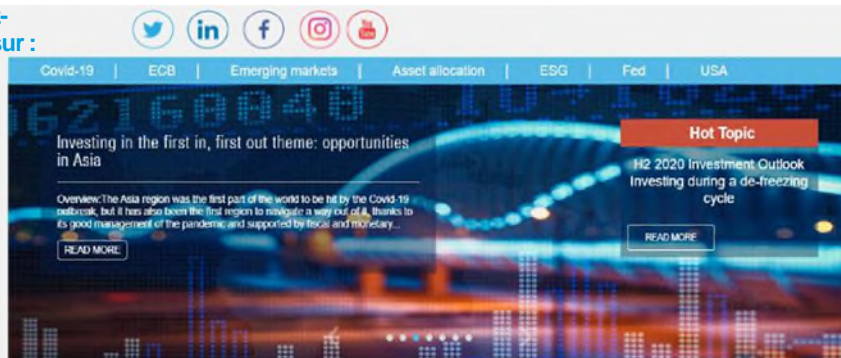 sur :
in
f
You
Tube
Covid-19 | ECB | Emerging markets | Asset allocation | ESG | Fed | USA
Investing in the first in, first out theme: opportunities
in Asia
Overview:The Asia region was the first part of the world to be hit by the Covid-19
outbreak, but it has also been the first region to navigate a way out of it, thanks to
its good management of the pandemic and supported by fiscal and monetary...
READ MORE
Hot Topic
H2 2020 Investment Outlook
Investing during a de-freezing
cycle
READ MORE